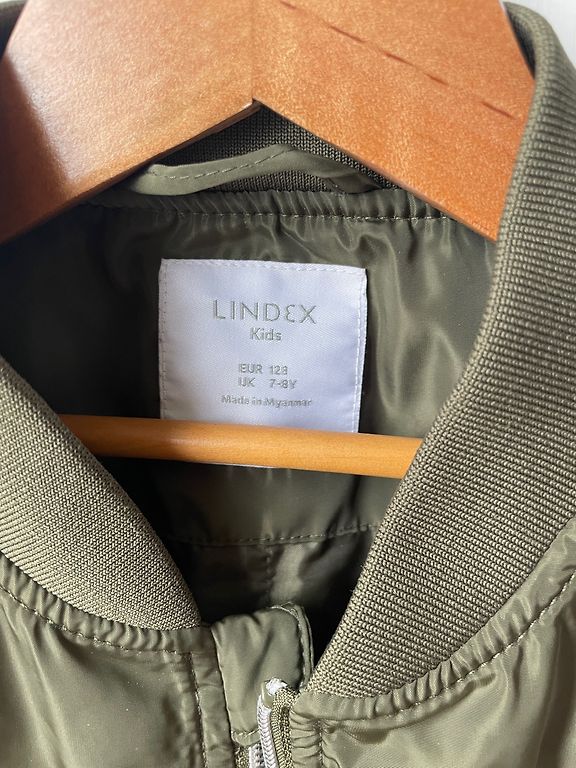 LINDEX
Kids
EUR 128
UK 7-8Y
Made in Myanmar